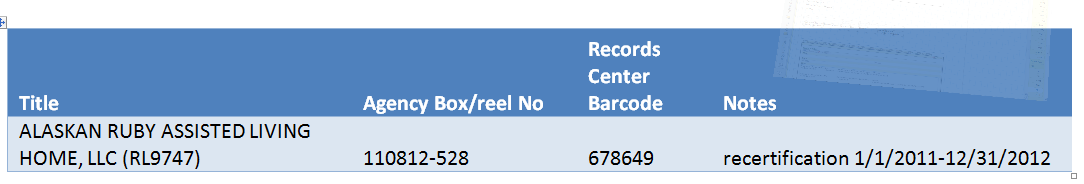 Records
Center
Title Agency Box/reel No Barcode Notes
ALASKAN RUBY ASSISTED LIVING
HOME, LLC (RL9747) 110812-528 678649 recertification 1/1/2011-12/31/2012